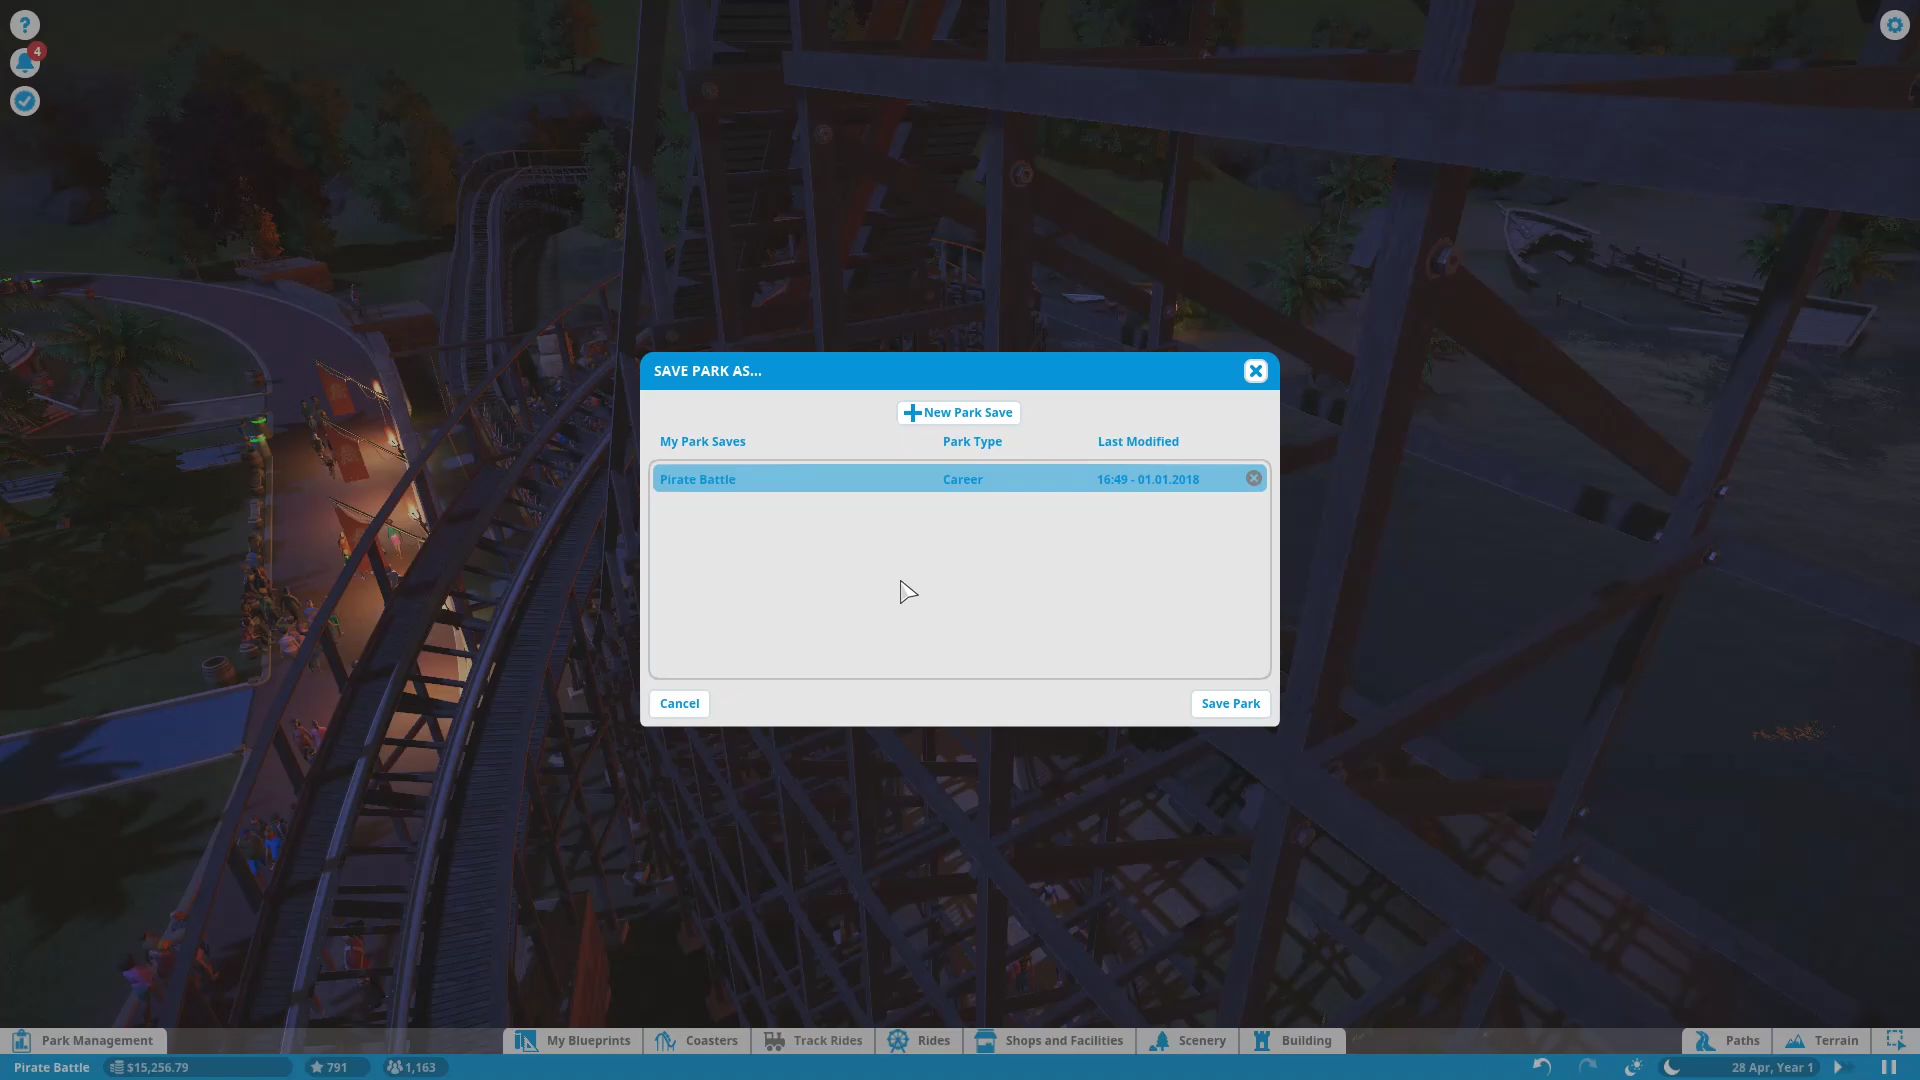 ?
4
SAVE PARK AS...
New Park Save
My Park Saves Park Type Last Modified
Pirate Battle Career 16:49 - 01.01.2018
Cancel Save Park
Park Management My Blueprints Coasters Track Rides Rides Shops and Facilities Scenery Building Paths Terrain
Pirate Battle $15,256.79 791 1,163 28 Apr, Year 1